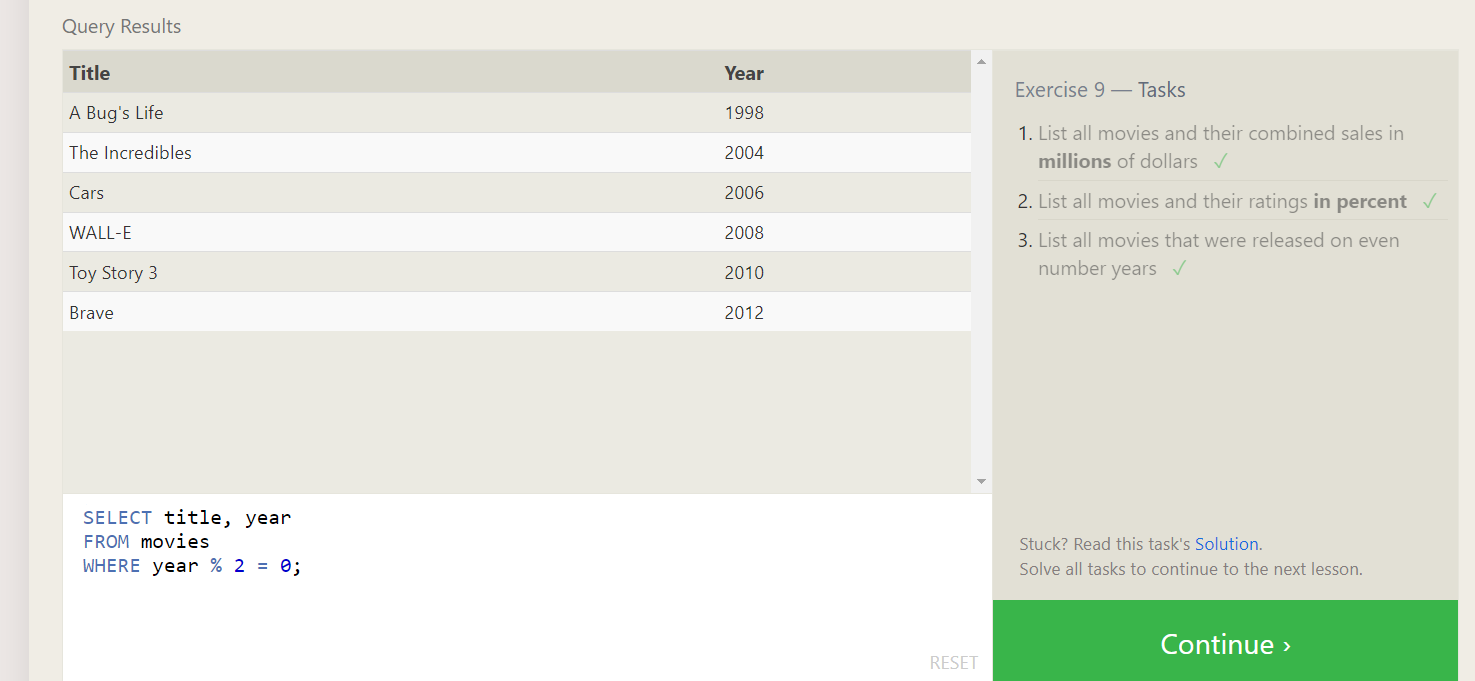 Query Results
Title Year
A Bug's Life 1998
The Incredibles 2004
Cars 2006
WALL-E 2008
Toy Story 3 2010
Brave 2012
SELECT title, year
FROM movies
WHERE year % 2 = 0;
RESET
Exercise 9 — Tasks
1. List all movies and their combined sales in
millions of dollars ✓
2. List all movies and their ratings in percent ✓
3. List all movies that were released on even
number years ✓
Stuck? Read this task's Solution.
Solve all tasks to continue to the next lesson.
Continue ›